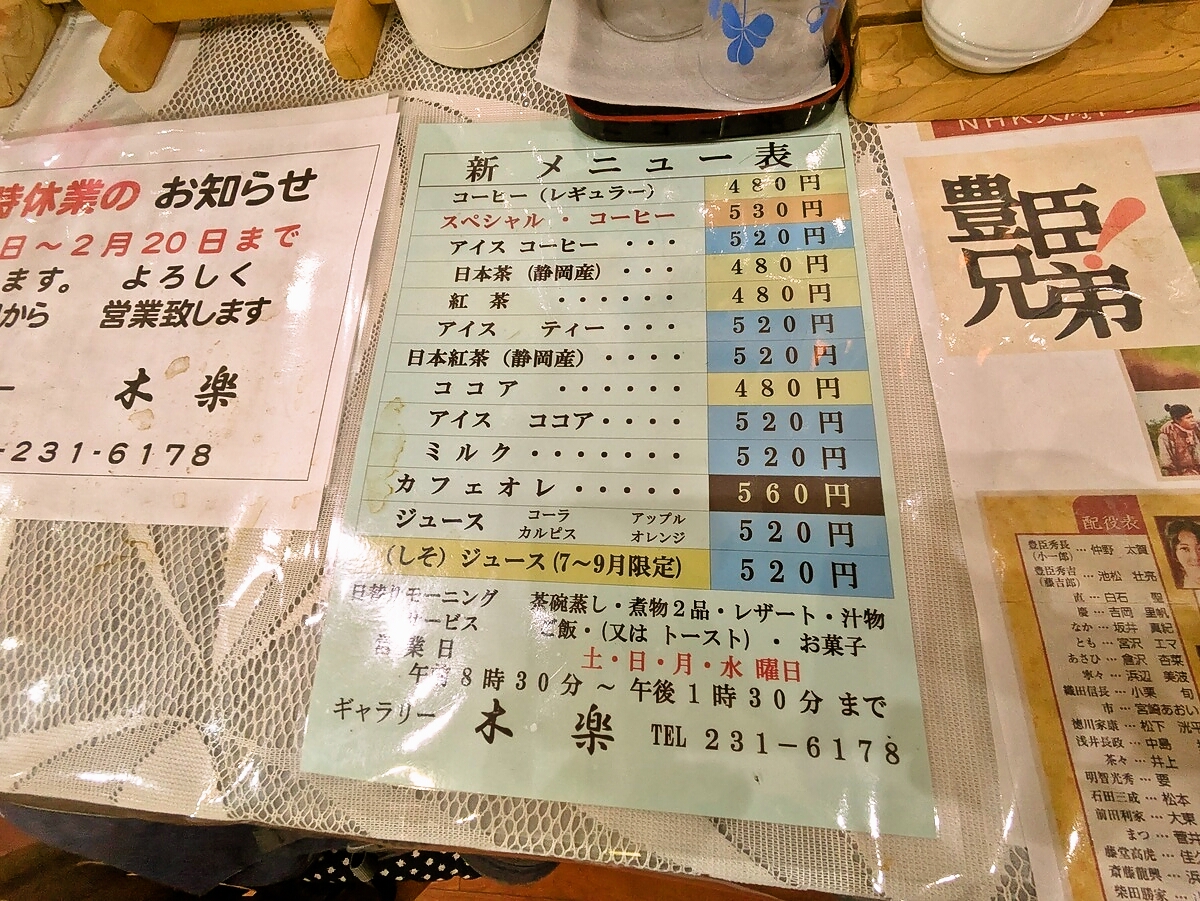 時休業の お知らせ
日～2月20日まで
ます。 よろしく
から 営業致します
ー 木 楽
-231-6178
新 メニュー表
コーヒー（レギュラー） 480円
スペシャル ・ コーヒー 530円
アイス コーヒー ・・・ 520円
日本茶（静岡産）・・・ 480円
紅 茶 ・・・・・・ 480円
アイス ティー・・・ 520円
日本紅茶（静岡産）・・・・ 520円
ココア ・・・・・・ 480円
アイス ココア・・・・ 520円
ミルク・・・・・・・ 520円
カフェオレ・・・・・ 560円
ジュース コーラ アップル カルピス オレンジ 520円
（しそ）ジュース(7～9月限定) 520円
日替りモーニング 茶碗蒸し・煮物2品・レザート・汁物
サービス ご飯・(又は トースト) ・ お菓子
営業日 土・日・月・水 曜日
午前8時30分 ～ 午後1時30分 まで
ギャラリー 木 楽 TEL 231－6178
NHK大河
豊臣
兄弟!
配役表
豊臣秀長(小一郎)…仲野 太賀
豊臣秀吉(藤吉郎)…池松 壮亮
直…白石 聖
慶…吉岡 里帆
なか…坂井 真紀
とも…宮沢 エマ
あさひ…倉沢 杏菜
寧々…浜辺 美波
織田信長…小栗 旬
市…宮崎あおい
徳川家康…松下 洸平
浅井長政…中島
茶々…井上
明智光秀…要
石田三成…松本
前田利家…大東
まつ…菅井
藤堂高虎…佳久
斎藤龍興…浜
柴田勝家…